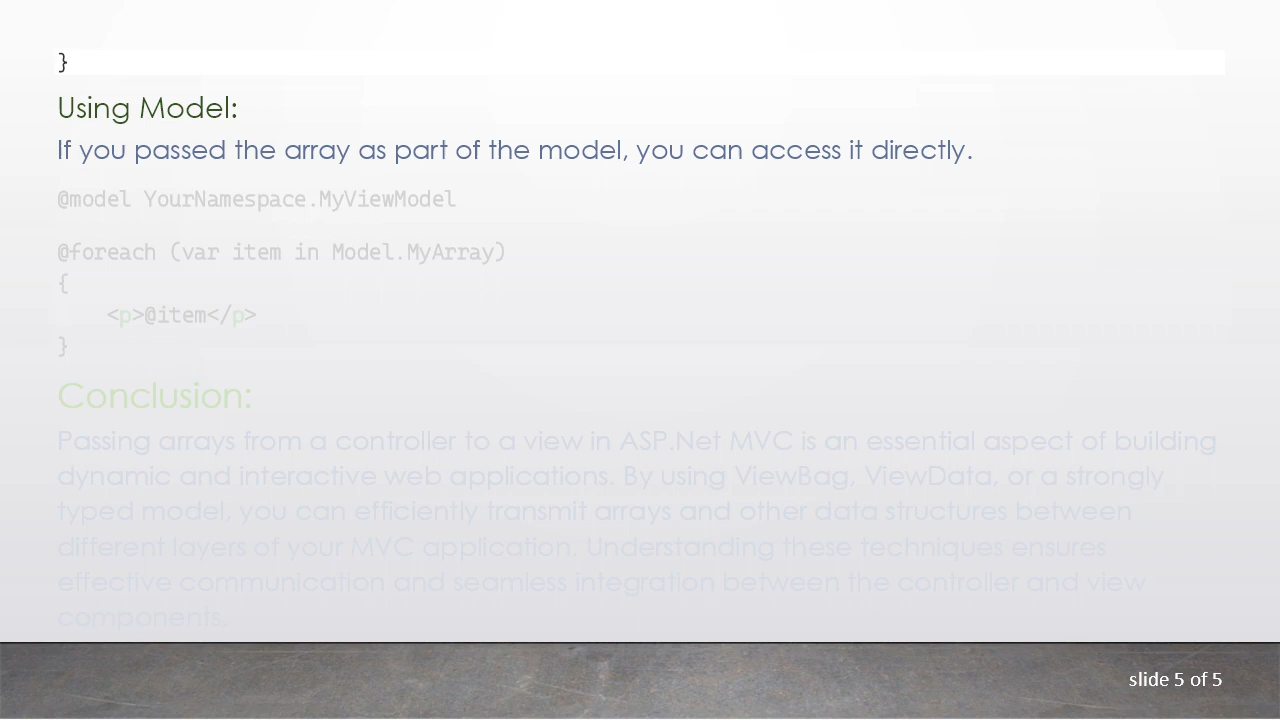 }
Using Model:
If you passed the array as part of the model, you can access it directly.
@model YourNamespace.MyViewModel
@foreach (var item in Model.MyArray)
{
    <p>@item</p>
}
Conclusion:
Passing arrays from a controller to a view in ASP.Net MVC is an essential aspect of building
dynamic and interactive web applications. By using ViewBag, ViewData, or a strongly
typed model, you can efficiently transmit arrays and other data structures between
different layers of your MVC application. Understanding these techniques ensures
effective communication and seamless integration between the controller and view
components.
slide 5 of 5